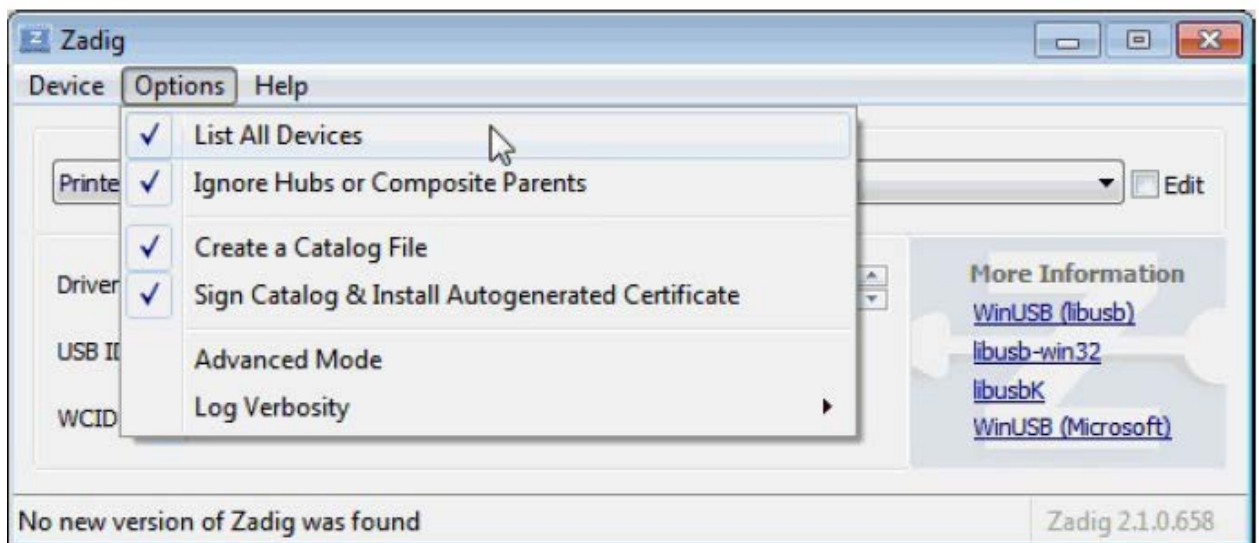 Zadig
Device Options Help
List All Devices
Ignore Hubs or Composite Parents
Printe
Edit
Create a Catalog File
Sign Catalog & Install Autogenerated Certificate
Driver
Advanced Mode
USB ID
Log Verbosity
WCID
More Information
WinUSB (libusb)
libusb-win32
libusbK
WinUSB (Microsoft)
No new version of Zadig was found
Zadig 2.1.0.658